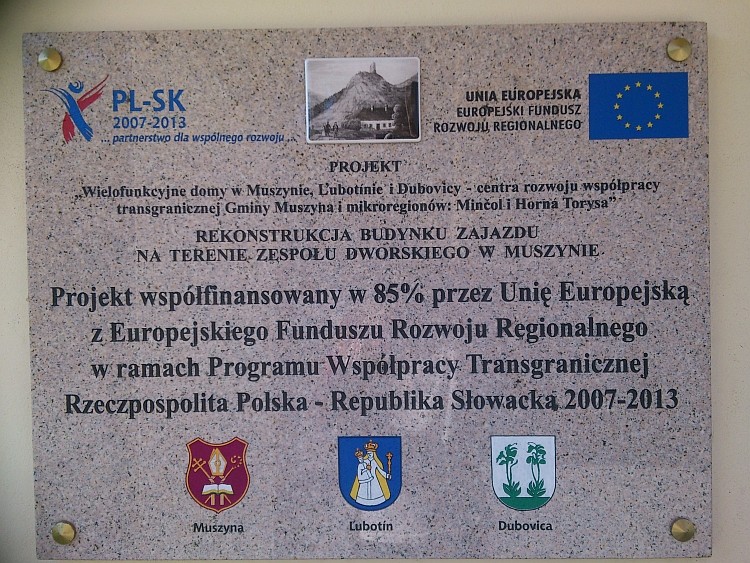 PL-SK
2007-2013
... partnerstwo dla wspólnego rozwoju ...
UNIA EUROPEJSKA
EUROPEJSKI FUNDUSZ
ROZWOJU REGIONALNEGO
PROJEKT
„Wielofunkcyjne domy w Muszynie, Ľubotínie i Dubovicy - centra rozwoju współpracy
transgranicznej Gminy Muszyna i mikroregionów: Minčol i Horna Torysa”
REKONSTRUKCJA BUDYNKU ZAJAZDU
NA TERENIE ZESPOŁU DWORSKIEGO W MUSZYNIE
Projekt współfinansowany w 85% przez Unię Europejską
z Europejskiego Funduszu Rozwoju Regionalnego
w ramach Programu Współpracy Transgranicznej
Rzeczpospolita Polska - Republika Słowacka 2007-2013
Muszyna Ľubotín Dubovica